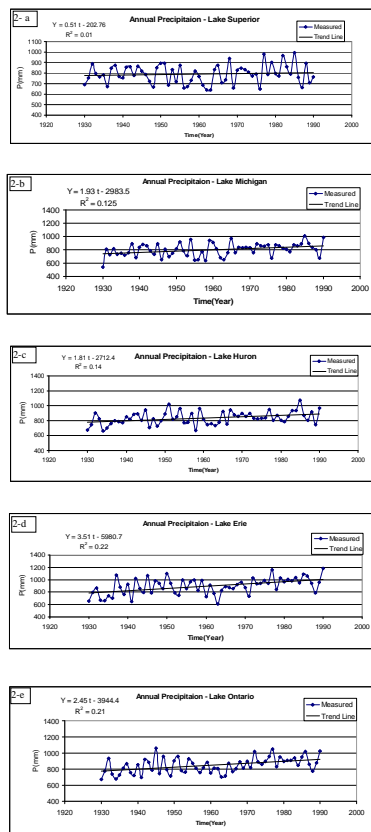 2- a
Annual Precipitation - Lake Superior
Y = 0.51 t - 202.76
R² = 0.01
Measured
Trend Line
P(mm)
1100
1000
900
800
700
600
500
400
1920 1930 1940 1950 1960 1970 1980 1990 2000
Time(Year)
2-b
Annual Precipitation - Lake Michigan
Y = 1.93 t - 2983.5
R² = 0.125
Measured
Trend Line
P(mm)
1400
1200
1000
800
600
400
1920 1930 1940 1950 1960 1970 1980 1990 2000
Time(Year)
2-c
Annual Precipitaion - Lake Huron
Y = 1.81 t - 2712.4
R² = 0.14
Measured
Trend Line
P(mm)
1400
1200
1000
800
600
400
1920 1930 1940 1950 1960 1970 1980 1990 2000
Time(Year)
2-d
Annual Precipitaion - Lake Erie
Y = 3.51 t - 5980.7
R² = 0.22
Measured
Trend Line
P(mm)
1400
1200
1000
800
600
400
1920 1930 1940 1950 1960 1970 1980 1990 2000
Time(Year)
2-e
Annual Precipitaion - Lake Ontario
Y = 2.45 t - 3944.4
R² = 0.21
Measured
Trend Line
P(mm)
1400
1200
1000
800
600
400
1920 1930 1940 1950 1960 1970 1980 1990 2000
Time(Year)